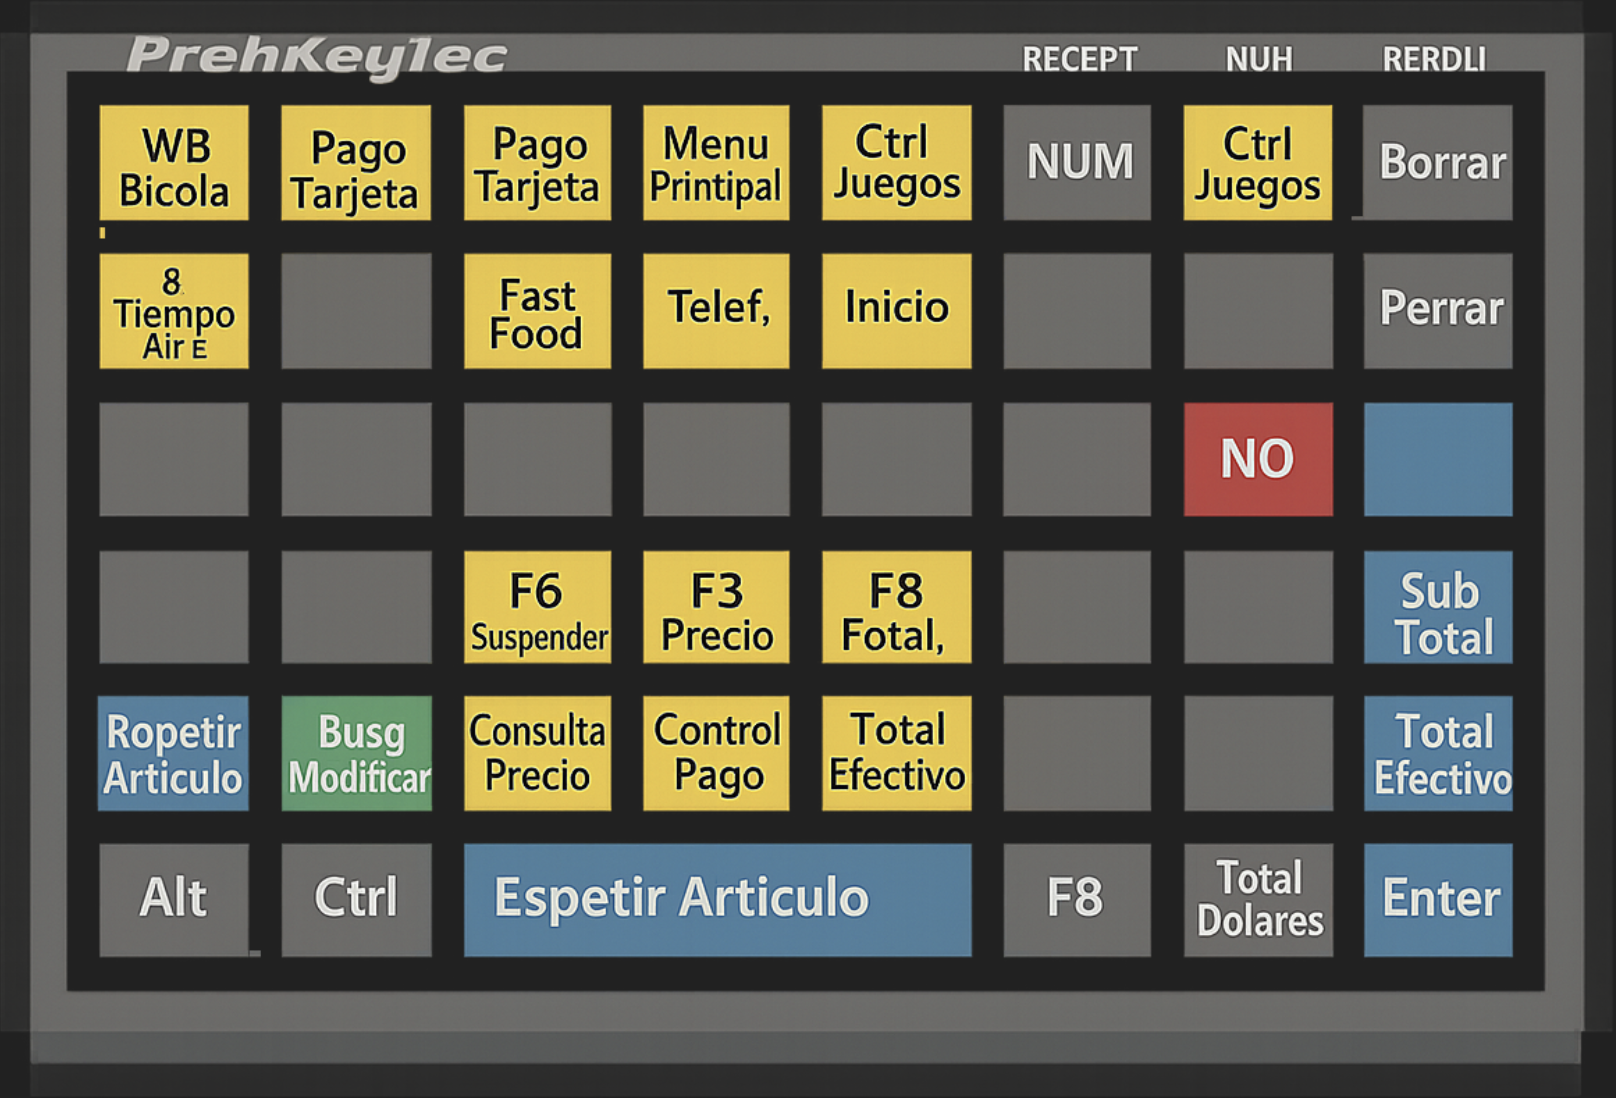 PrehKey1ec
RECEPT NUH RERDLI
WB
Bicola
Pago
Tarjeta
Pago
Tarjeta
Menu
Printipal
Ctrl
Juegos
NUM
Ctrl
Juegos
Borrar
8
Tiempo
Air E
Fast
Food
Telef,
Inicio
Perrar
NO
F6
Suspender
F3
Precio
F8
Fotal,
Sub
Total
Ropetir
Articulo
Busg
Modificar
Consulta
Precio
Control
Pago
Total
Efectivo
Total
Efectivo
Alt
Ctrl
Espetir Articulo
F8
Total
Dolares
Enter